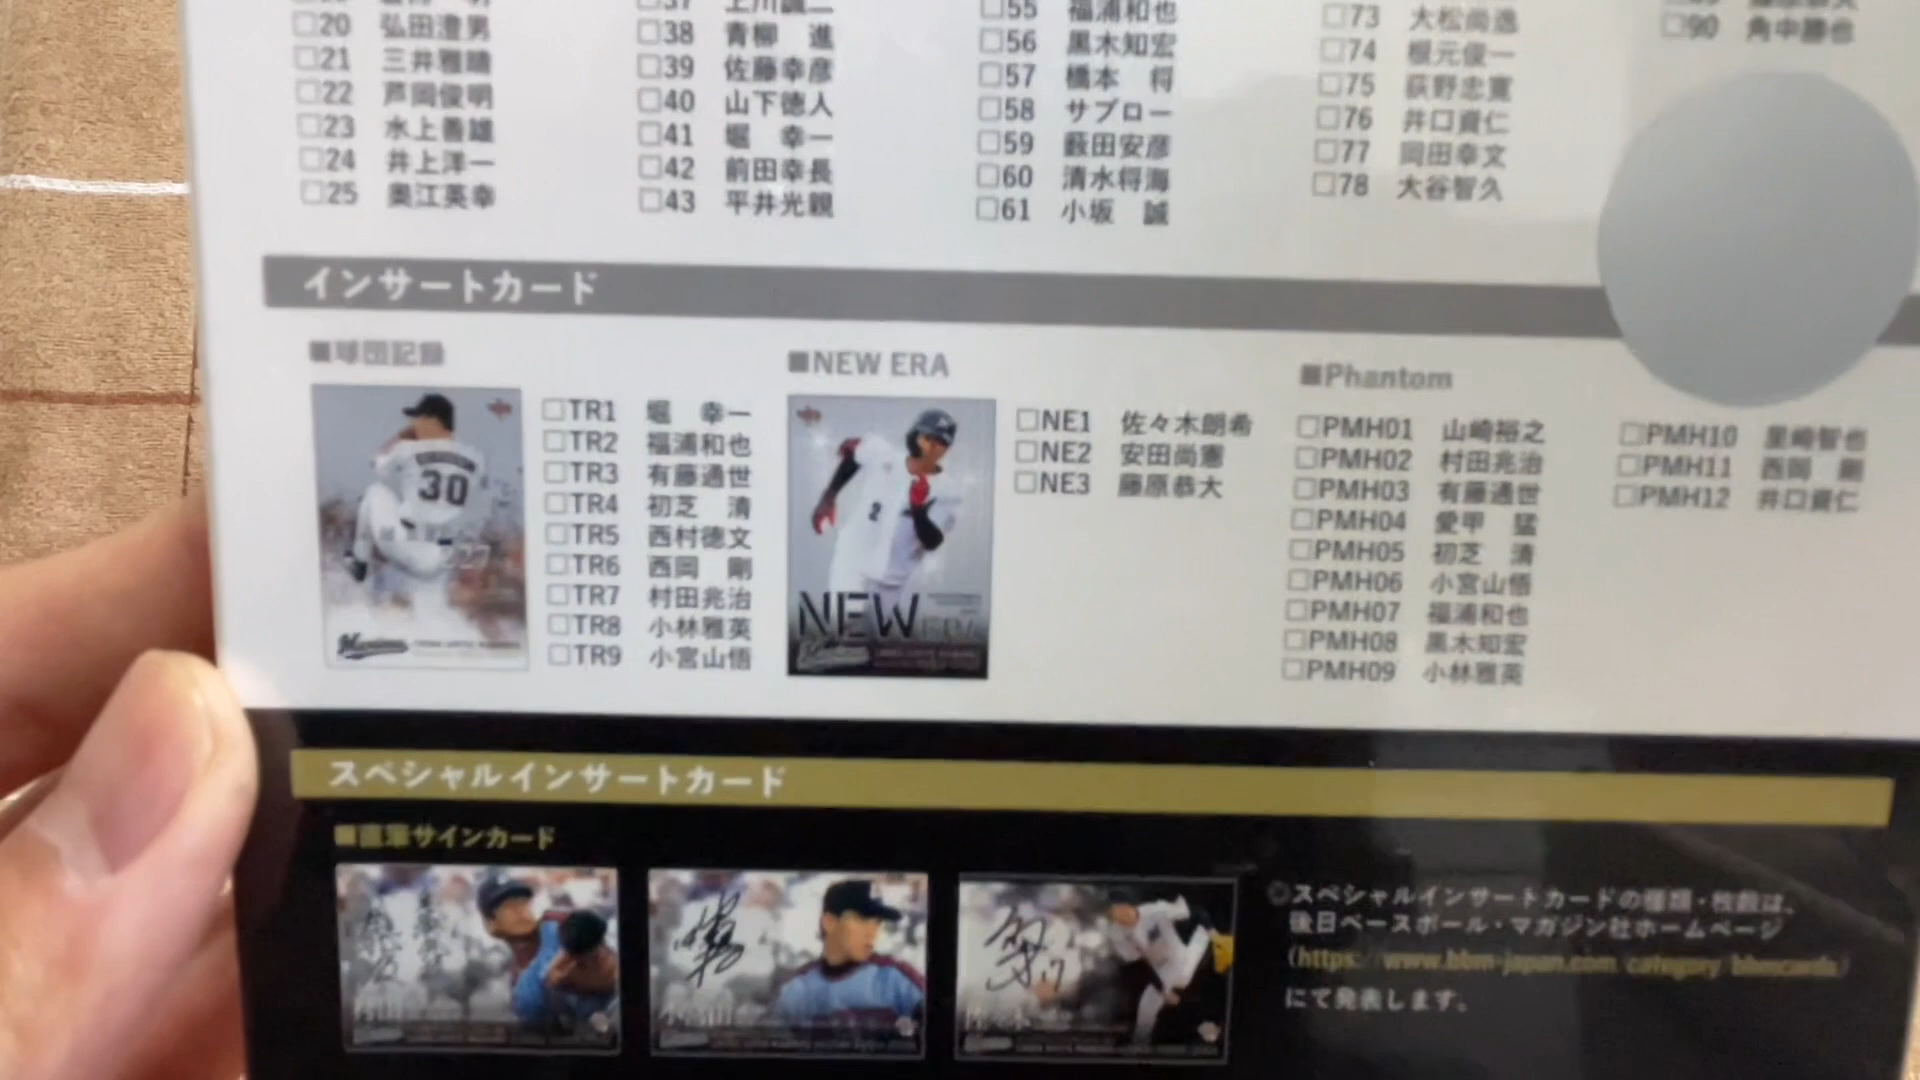 □20 弘田澄男
□21 三井雅晴
□22 芦岡俊明
□23 水上善雄
□24 井上洋一
□25 奥江英幸
□37 上川誠二
□38 青柳 進
□39 佐藤幸彦
□40 山下徳人
□41 堀 幸一
□42 前田幸長
□43 平井光親
□55 福浦和也
□56 黒木知宏
□57 橋本 将
□58 サブロー
□59 薮田安彦
□60 清水将海
□61 小坂 誠
□73 大松尚逸
□74 根元俊一
□75 荻野忠寛
□76 井口資仁
□77 岡田幸文
□78 大谷智久
□90 角中勝也
インサートカード
■球団記録
30
□TR1 堀 幸一
□TR2 福浦和也
□TR3 有藤通世
□TR4 初芝 清
□TR5 西村徳文
□TR6 西岡 剛
□TR7 村田兆治
□TR8 小林雅英
□TR9 小宮山悟
■NEW ERA
2
NEW ERA
□NE1 佐々木朗希
□NE2 安田尚憲
□NE3 藤原恭大
■Phantom
□PMH01 山崎裕之
□PMH02 村田兆治
□PMH03 有藤通世
□PMH04 愛甲 猛
□PMH05 初芝 清
□PMH06 小宮山悟
□PMH07 福浦和也
□PMH08 黒木知宏
□PMH09 小林雅英
□PMH10 里崎智也
□PMH11 西岡 剛
□PMH12 井口資仁
スペシャルインサートカード
■直筆サインカード
◎スペシャルインサートカードの種類・枚数は、
後日ベースボール・マガジン社ホームページ
(https://www.bbm-japan.com/category/bbmcards/)
にて発表します。